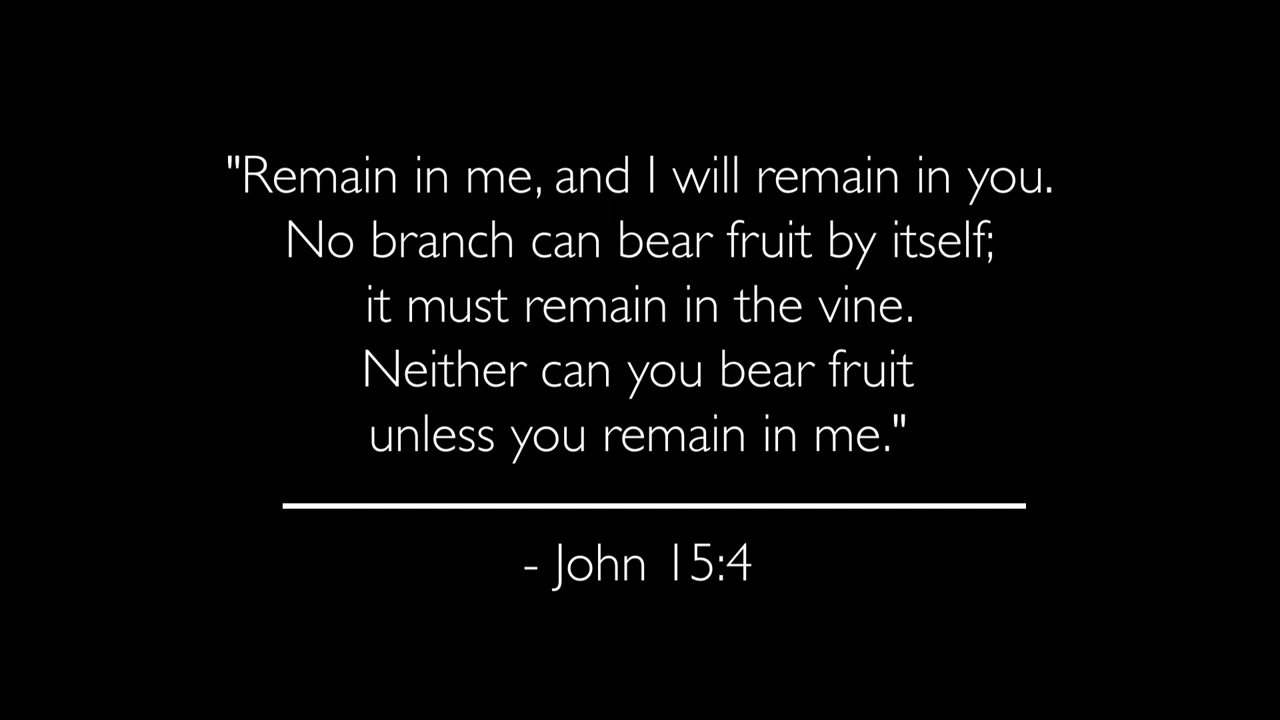 "Remain in me, and I will remain in you.
No branch can bear fruit by itself;
it must remain in the vine.
Neither can you bear fruit
unless you remain in me."
- John 15:4